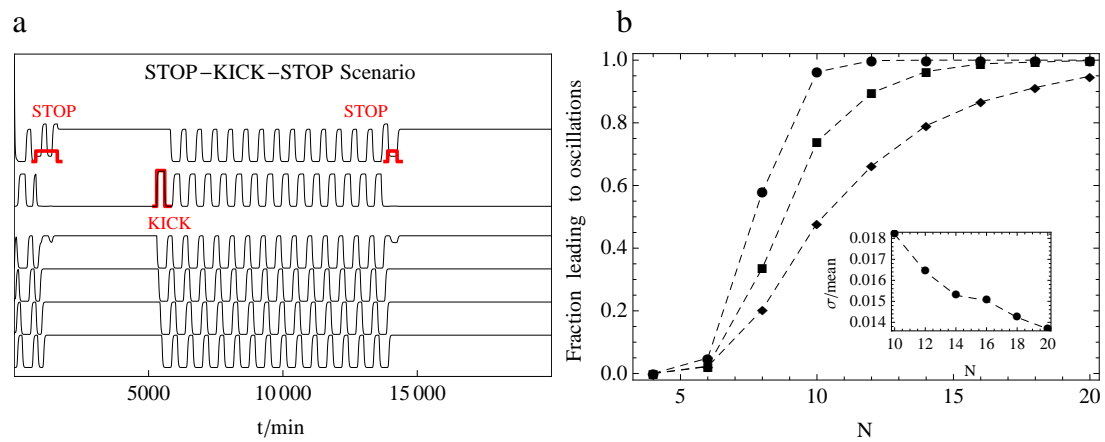 a
STOP–KICK–STOP Scenario
STOP
STOP
KICK
5000
10 000
15 000
t/min
b
Fraction leading to oscillations
1.0
0.8
0.6
0.4
0.2
0.0
5
10
15
20
N
σ/mean
0.018
0.017
0.016
0.015
0.014
10
12
14
16
18
20
N